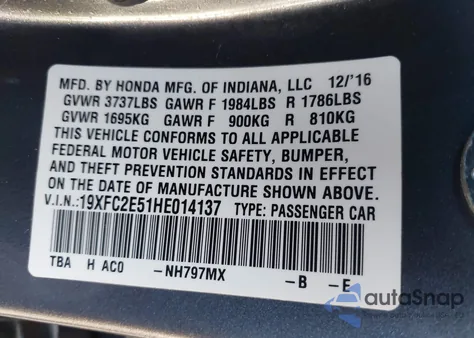 MFD. BY HONDA MFG. OF INDIANA, LLC 12/'16
GVWR 3737LBS GAWR F 1984LBS R 1786LBS
GVWR 1695KG GAWR F 900KG R 810KG
THIS VEHICLE CONFORMS TO ALL APPLICABLE
FEDERAL MOTOR VEHICLE SAFETY, BUMPER,
AND THEFT PREVENTION STANDARDS IN EFFECT
ON THE DATE OF MANUFACTURE SHOWN ABOVE.
V.I.N.: 19XFC2E51HE014137 TYPE: PASSENGER CAR
TBA H AC0 -NH797MX -B -E
autoSnap